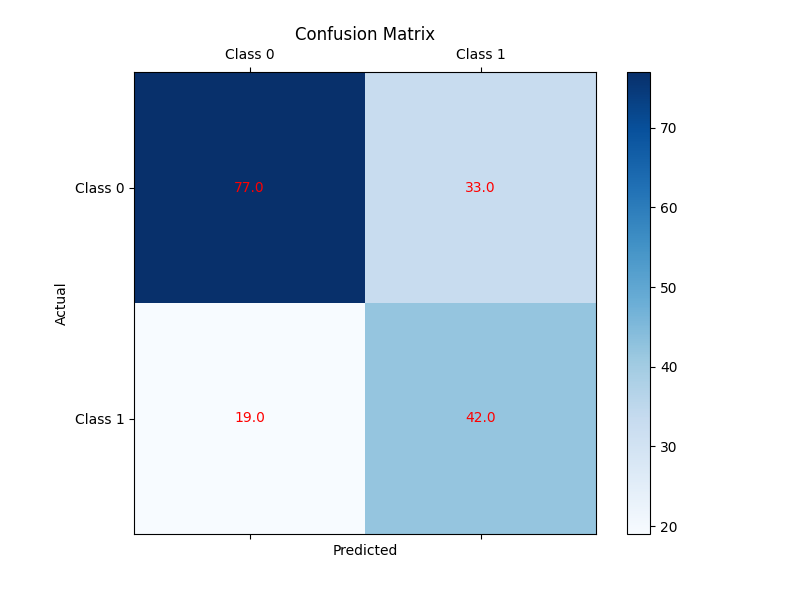 Confusion Matrix
Class 0 Class 1
Class 0 77.0 33.0
Class 1 19.0 42.0
Actual
Predicted
70
60
50
40
30
20